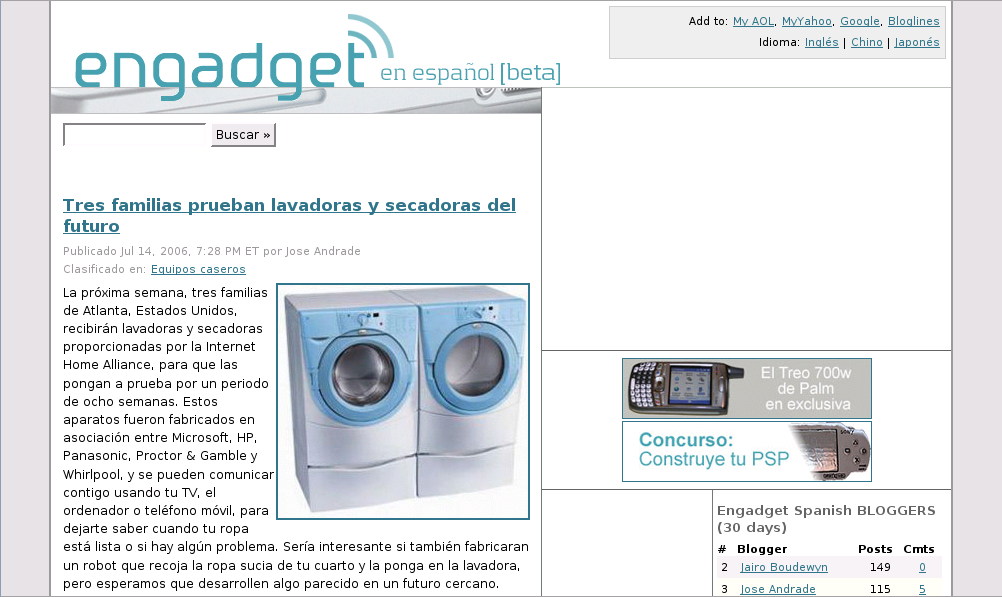 engadget en español [beta]
Add to: My AOL, MyYahoo, Google, Bloglines
Idioma: Inglés | Chino | Japonés
Buscar »
Tres familias prueban lavadoras y secadoras del
futuro
Publicado Jul 14, 2006, 7:28 PM ET por Jose Andrade
Clasificado en: Equipos caseros
La próxima semana, tres familias
de Atlanta, Estados Unidos,
recibirán lavadoras y secadoras
proporcionadas por la Internet
Home Alliance, para que las
pongan a prueba por un periodo
de ocho semanas. Estos
aparatos fueron fabricados en
asociación entre Microsoft, HP,
Panasonic, Proctor & Gamble y
Whirlpool, y se pueden comunicar
contigo usando tu TV, el
ordenador o teléfono móvil, para
dejarte saber cuando tu ropa
está lista o si hay algún problema. Sería interesante si también fabricaran
un robot que recoja la ropa sucia de tu cuarto y la ponga en la lavadora,
pero esperamos que desarrollen algo parecido en un futuro cercano.
El Treo 700w
de Palm
en exclusiva
Concurso:
Construye tu PSP
Engadget Spanish BLOGGERS
(30 days)
# Blogger Posts Cmts
2 Jairo Boudewyn 149 0
3 Jose Andrade 115 5